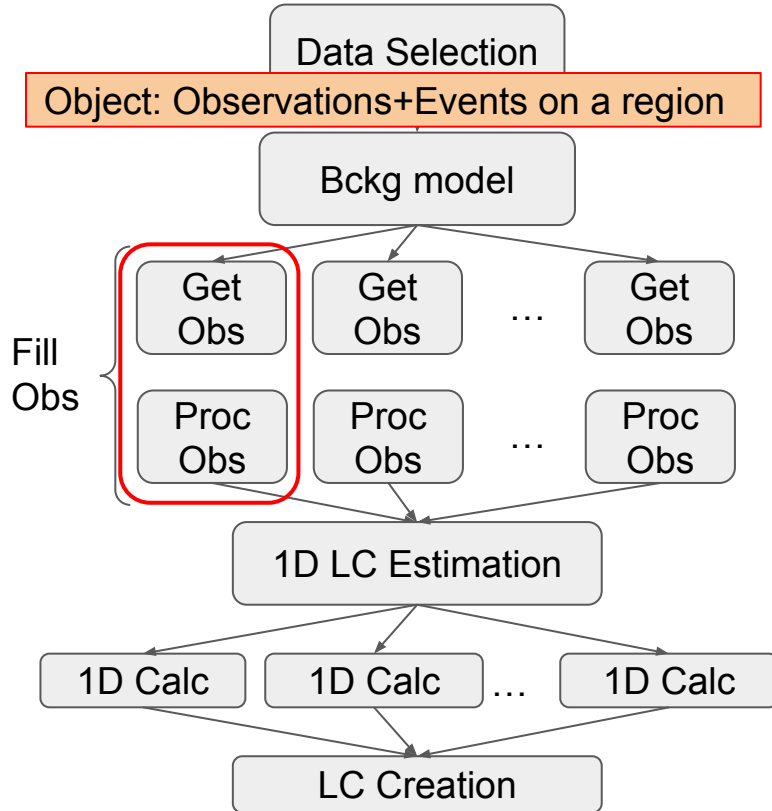 Data Selection
Object: Observations+Events on a region
Bckg model
Get
Obs
Get
Obs
...
Get
Obs
Fill
Obs
Proc
Obs
Proc
Obs
...
Proc
Obs
1D LC Estimation
1D Calc
1D Calc
...
1D Calc
LC Creation